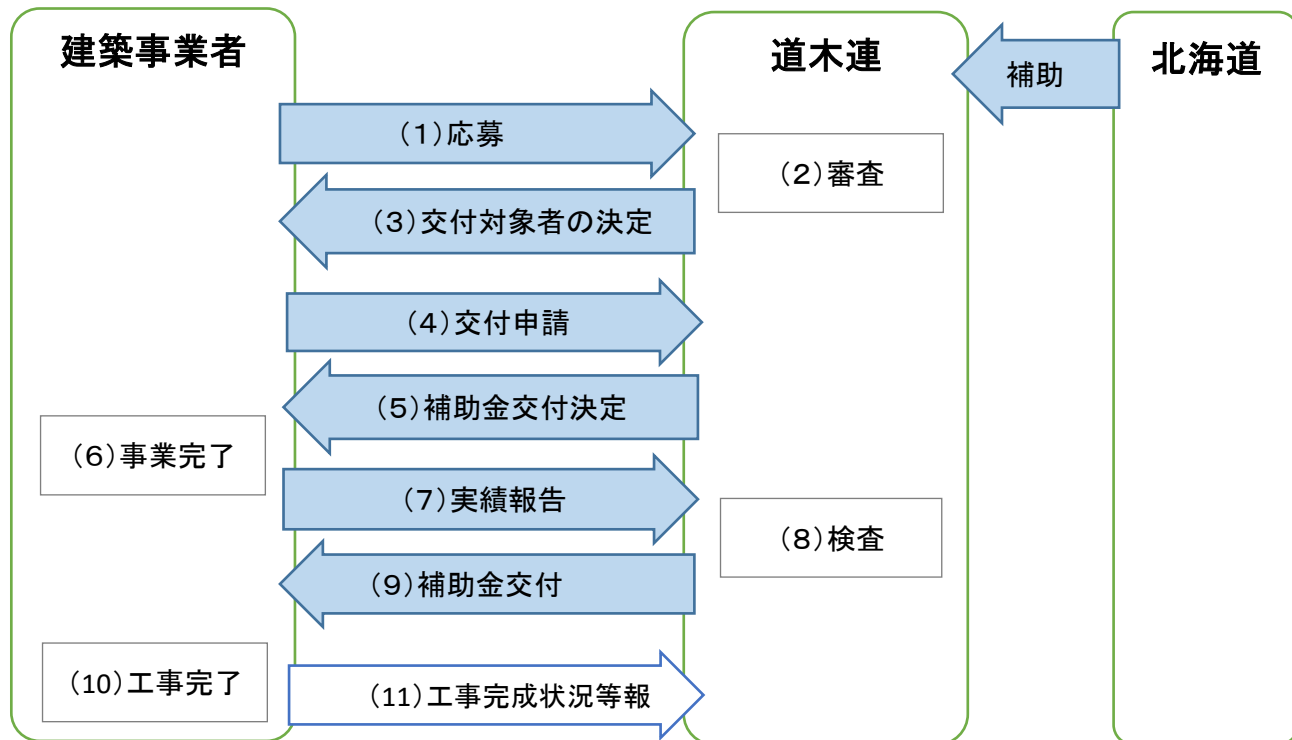 建築事業者
道木連
北海道
補助
（1）応募
（2）審査
（3）交付対象者の決定
（4）交付申請
（5）補助金交付決定
（6）事業完了
（7）実績報告
（8）検査
（9）補助金交付
（10）工事完了
（11）工事完成状況等報